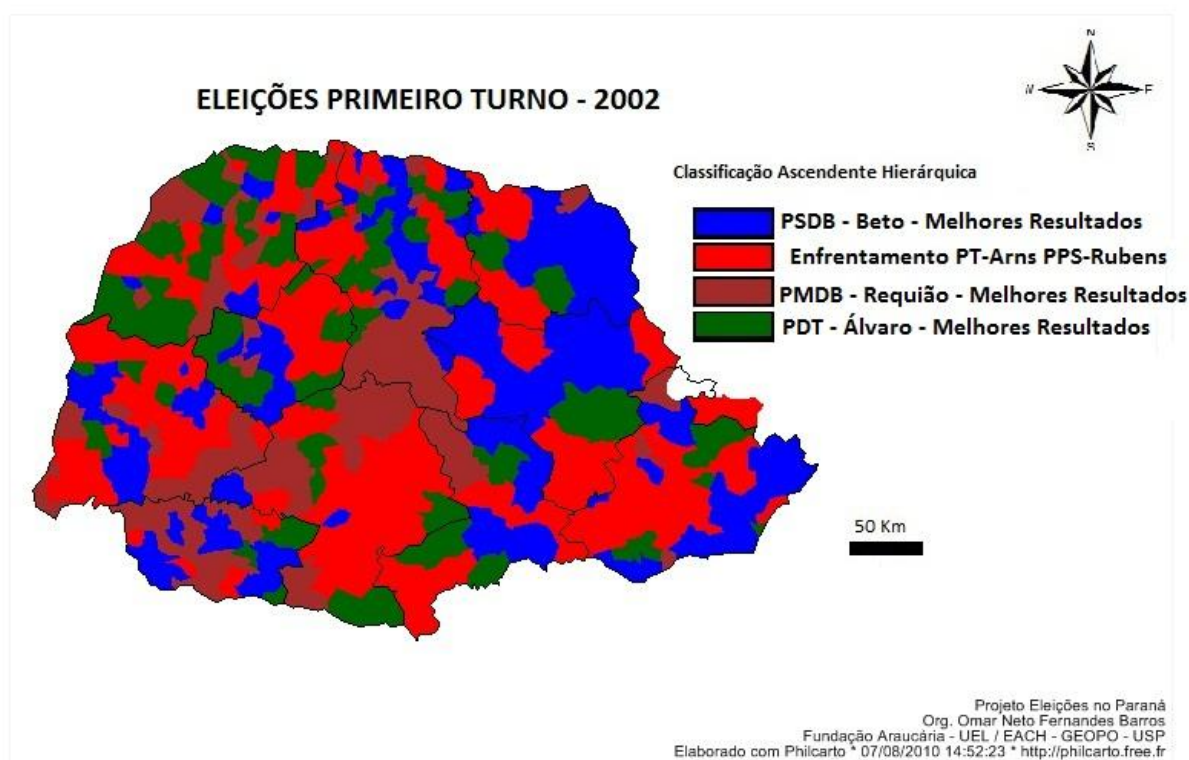 N
W
E
S
ELEIÇÕES PRIMEIRO TURNO - 2002
Classificação Ascendente Hierárquica
PSDB - Beto - Melhores Resultados
Enfrentamento PT-Arns PPS-Rubens
PMDB - Requião - Melhores Resultados
PDT - Álvaro - Melhores Resultados
50 Km
Projeto Eleições no Paraná
Org. Omar Neto Fernandes Barros
Fundação Araucária - UEL / EACH - GEOPO - USP
Elaborado com Philcarto * 07/08/2010 14:52:23 * http://philcarto.free.fr